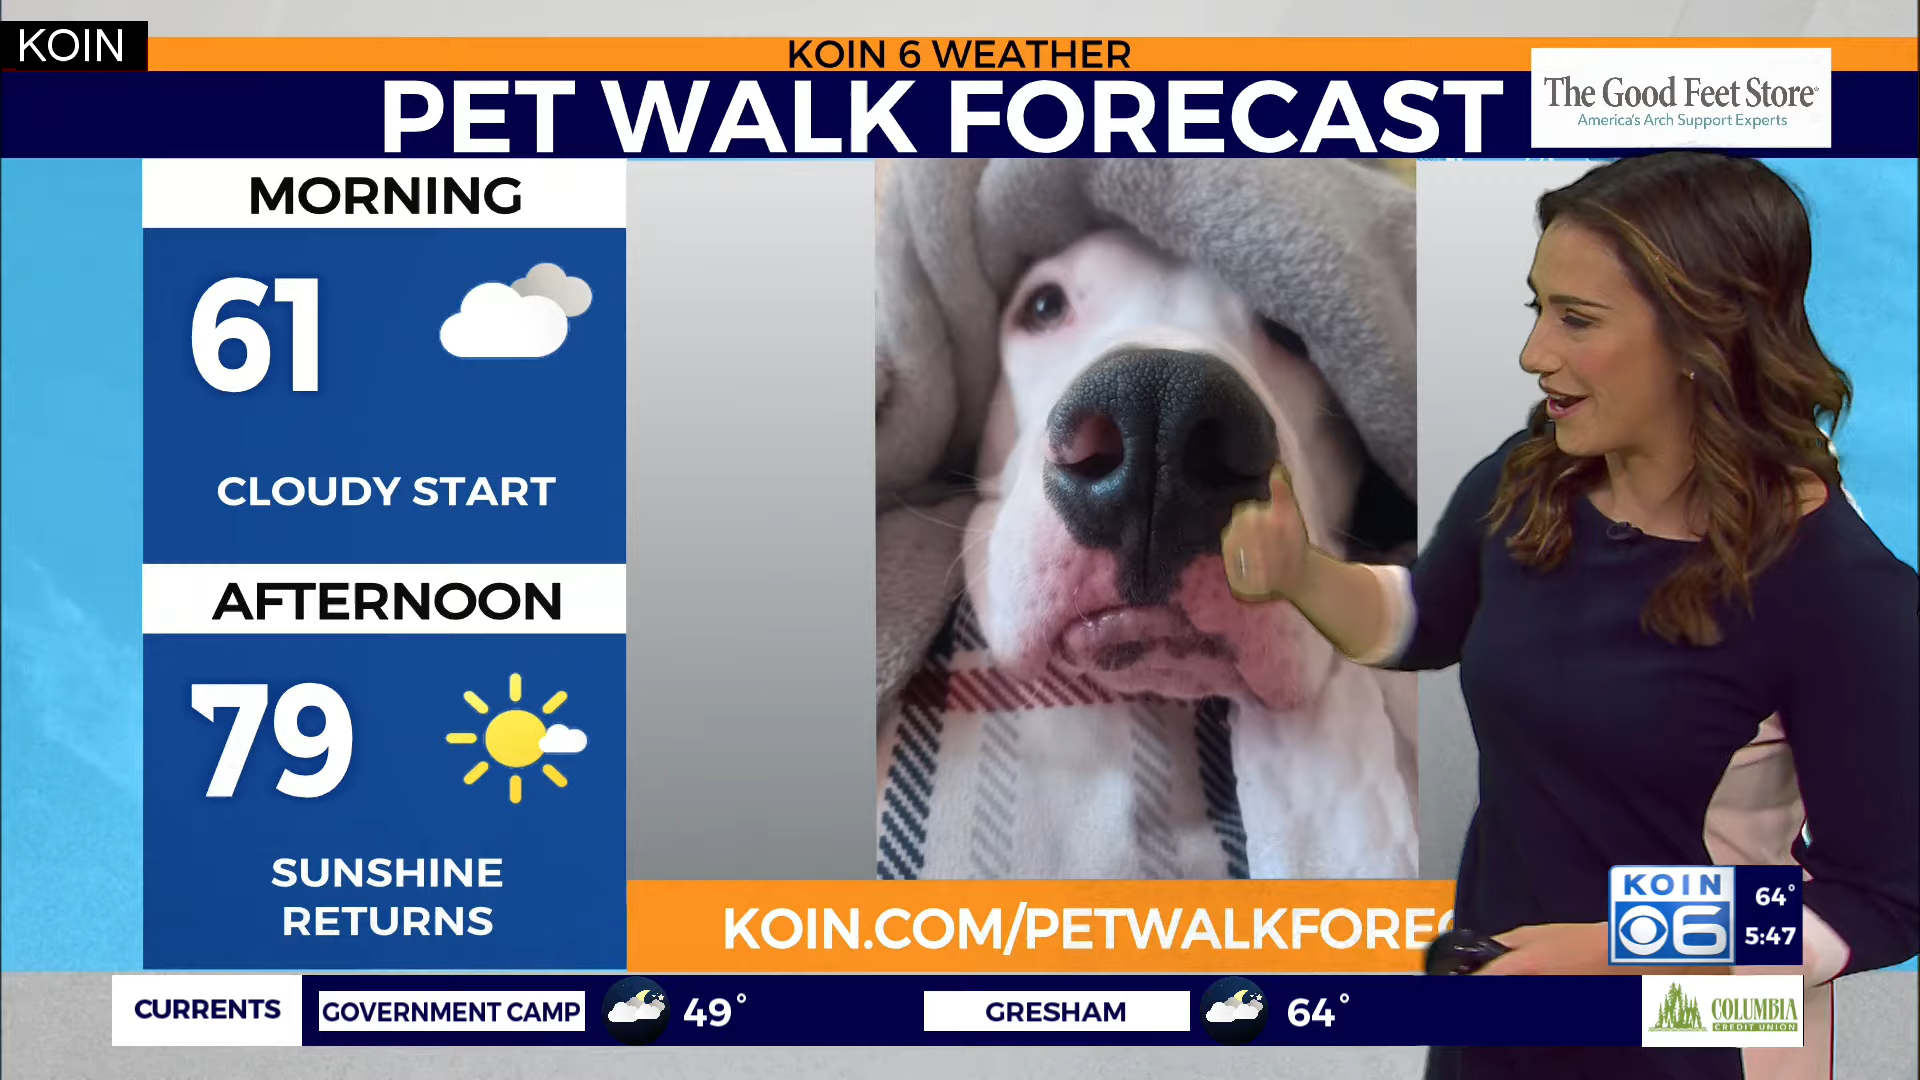 KOIN
KOIN 6 WEATHER
PET WALK FORECAST
The Good Feet Store
America's Arch Support Experts
MORNING
61
CLOUDY START
AFTERNOON
79
SUNSHINE
RETURNS
KOIN.COM/PETWALKFOREC
KOIN
6
64°
5:47
CURRENTS
GOVERNMENT CAMP
49°
GRESHAM
64°
COLUMBIA
CREDIT UNION